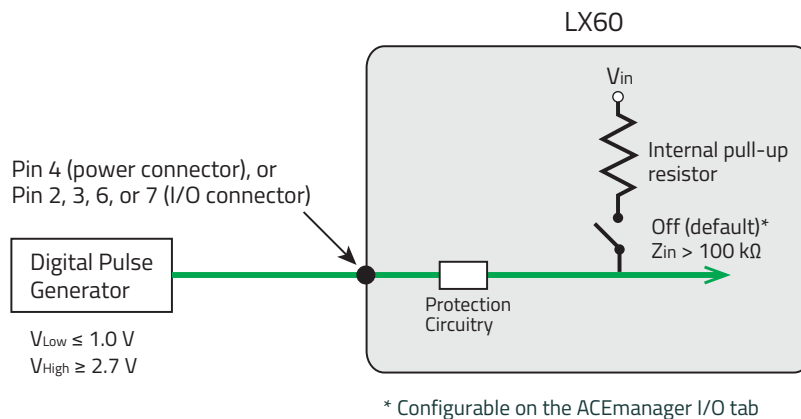 LX60
Vin
Internal pull-up
resistor
Pin 4 (power connector), or
Pin 2, 3, 6, or 7 (I/O connector)
Off (default)*
Zin > 100 kΩ
Digital Pulse
Generator
Protection
Circuitry
VLow ≤ 1.0 V
VHigh ≥ 2.7 V
* Configurable on the ACEmanager I/O tab